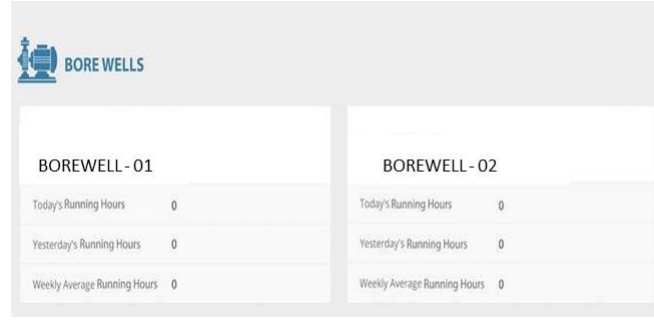 BORE WELLS
BOREWELL - 01
Today's Running Hours 0
Yesterday's Running Hours 0
Weekly Average Running Hours 0
BOREWELL - 02
Today's Running Hours 0
Yesterday's Running Hours 0
Weekly Average Running Hours 0